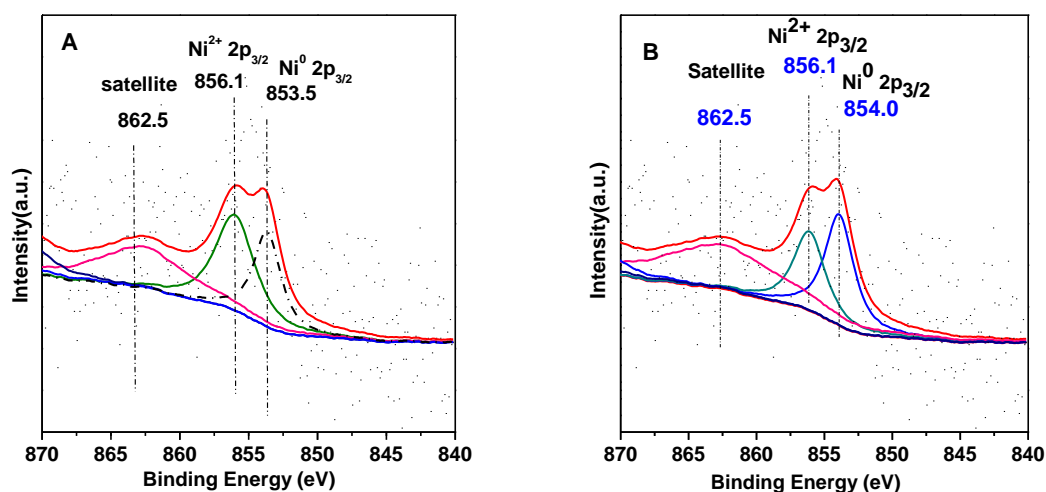 A
Ni²⁺ 2p₃/₂
856.1
Ni⁰ 2p₃/₂
853.5
satellite
862.5
Intensity(a.u.)
870 865 860 855 850 845 840
Binding Energy (eV)
B
Ni²⁺ 2p₃/₂
856.1
Ni⁰ 2p₃/₂
854.0
Satellite
862.5
Intensity(a.u.)
870 865 860 855 850 845 840
Binding Energy (eV)